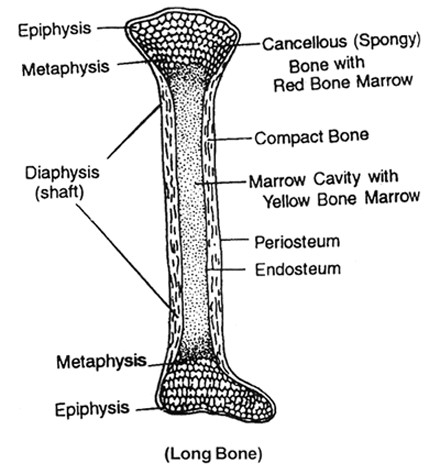 Epiphysis
Metaphysis
Cancellous (Spongy)
Bone with
Red Bone Marrow
Compact Bone
Diaphysis
(shaft)
Marrow Cavity with
Yellow Bone Marrow
Periosteum
Endosteum
Metaphysis
Epiphysis
(Long Bone)